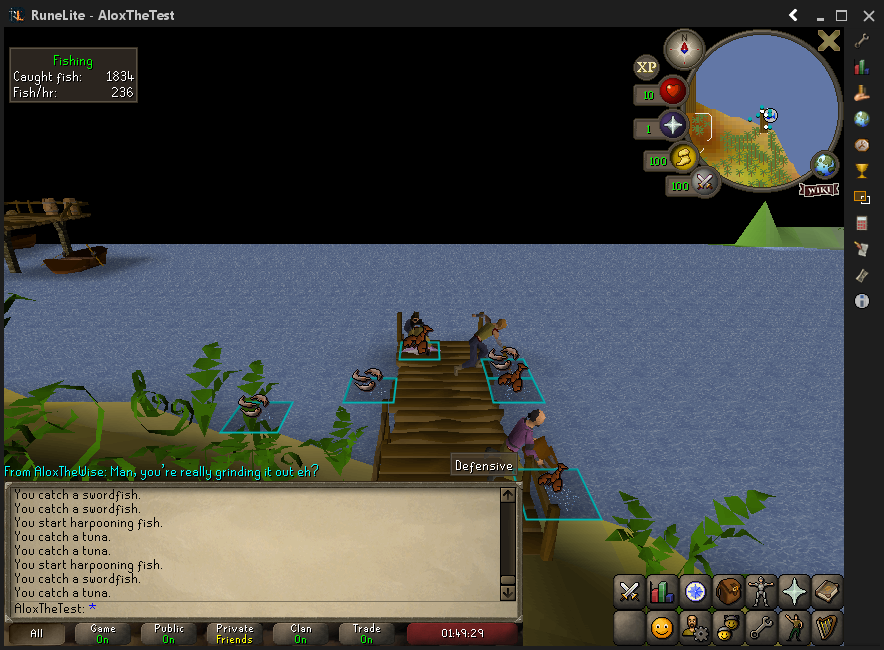 RuneLite - AloxTheTest
Fishing
Caught fish: 1834
Fish/hr: 236
N
XP
10
1
100
100
WIKI
From AloxTheWise: Man, you're really grinding it out eh?
Defensive
You catch a swordfish.
You catch a swordfish.
You start harpooning fish.
You catch a tuna.
You catch a tuna.
You start harpooning fish.
You catch a swordfish.
You catch a tuna.
AloxTheTest: *
All
Game
On
Public
On
Private
Friends
Clan
On
Trade
On
01:49:29